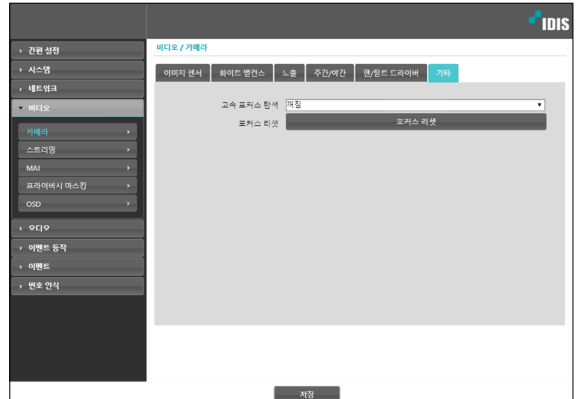 IDIS
비디오 / 카메라
간편 설정
시스템
네트워크
비디오
카메라
스트리밍
MAI
프라이버시 마스킹
OSD
오디오
이벤트 동작
이벤트
번호 인식
이미지 센서 화이트 밸런스 노출 주간/야간 팬/틸트 드라이버 기타
고속 포커스 탐색 꺼짐
포커스 리셋 포커스 리셋
저장